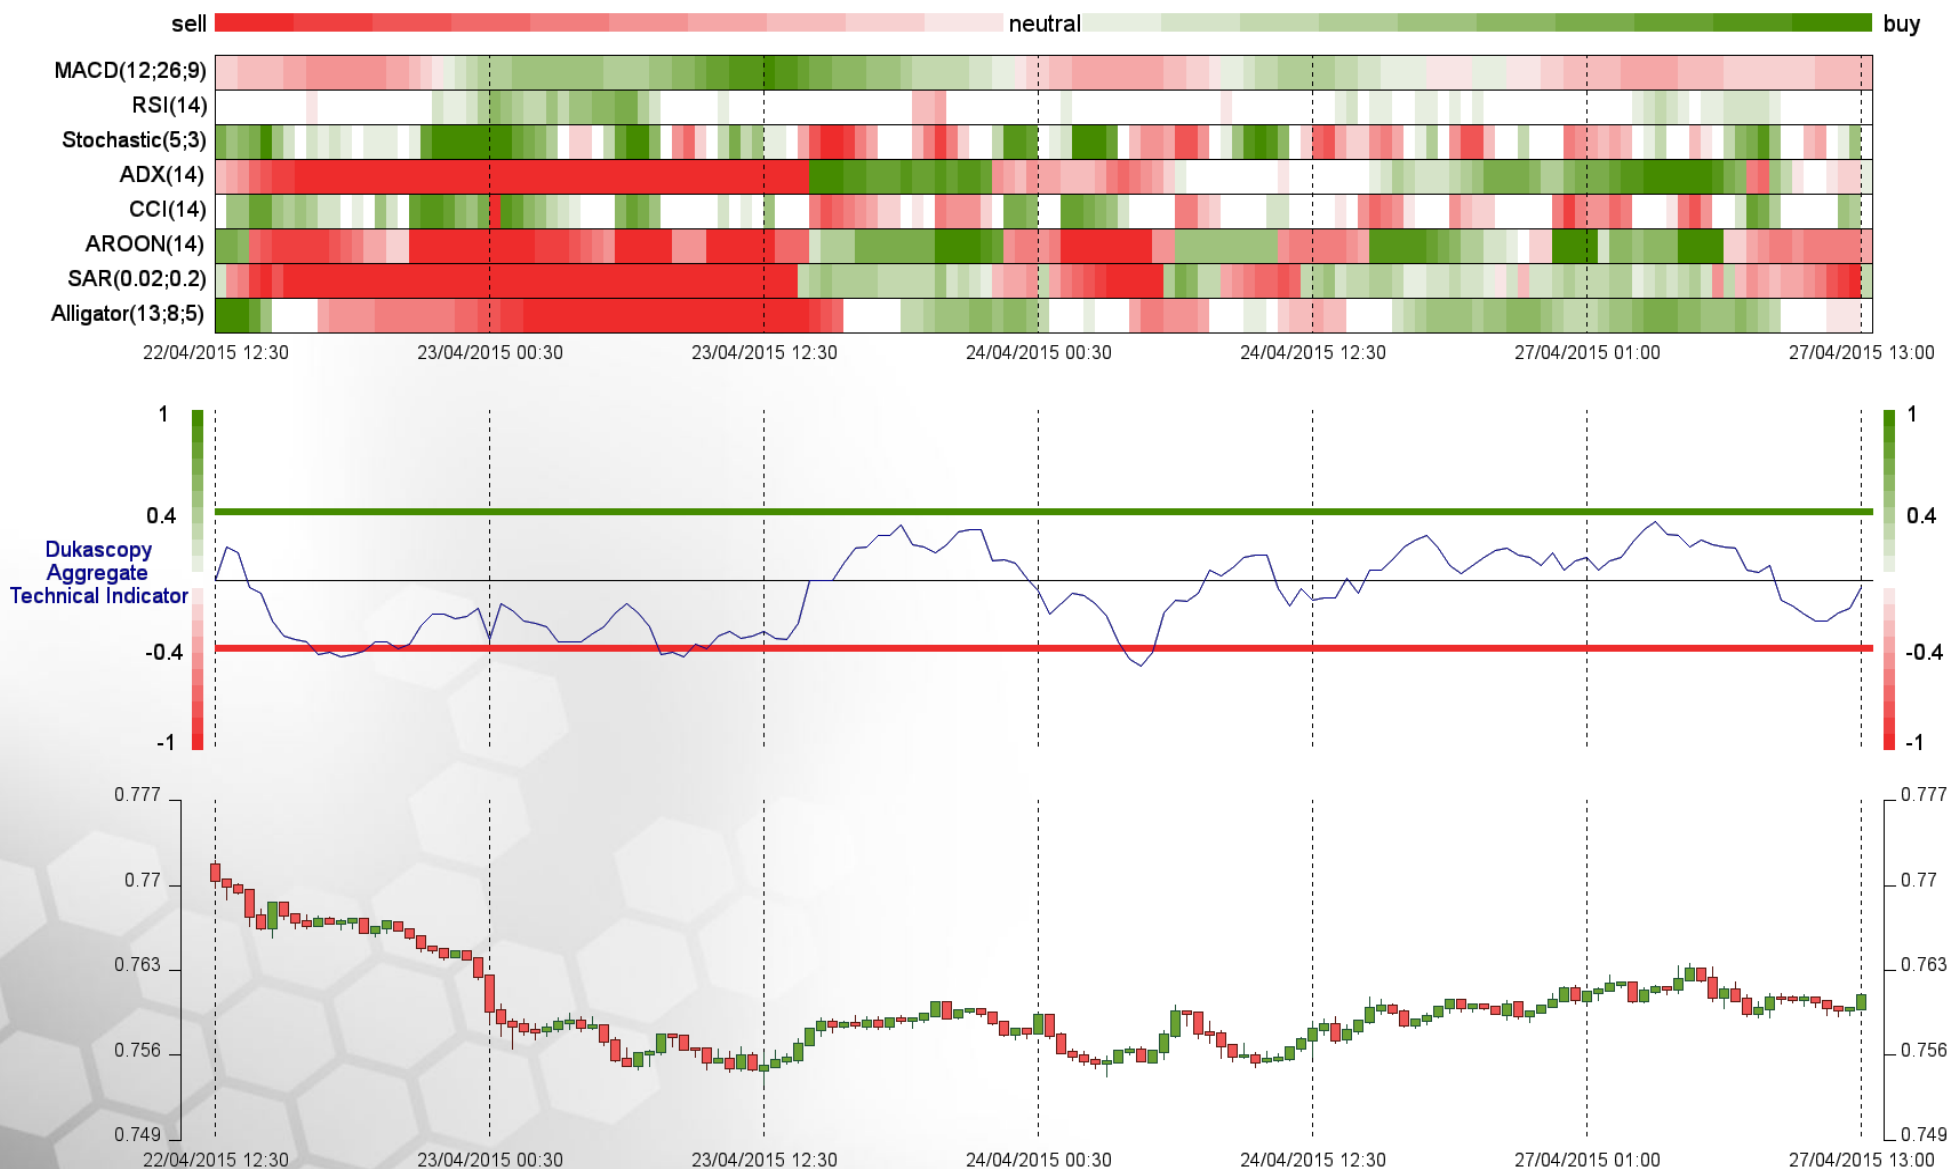 sell neutral buy
MACD(12;26;9)
RSI(14)
Stochastic(5;3)
ADX(14)
CCI(14)
AROON(14)
SAR(0.02;0.2)
Alligator(13;8;5)
22/04/2015 12:30 23/04/2015 00:30 23/04/2015 12:30 24/04/2015 00:30 24/04/2015 12:30 27/04/2015 01:00 27/04/2015 13:00
1 1
0.4 0.4
Dukascopy
Aggregate
Technical Indicator
-0.4 -0.4
-1 -1
0.777 0.777
0.77 0.77
0.763 0.763
0.756 0.756
0.749 0.749
22/04/2015 12:30 23/04/2015 00:30 23/04/2015 12:30 24/04/2015 00:30 24/04/2015 12:30 27/04/2015 01:00 27/04/2015 13:00